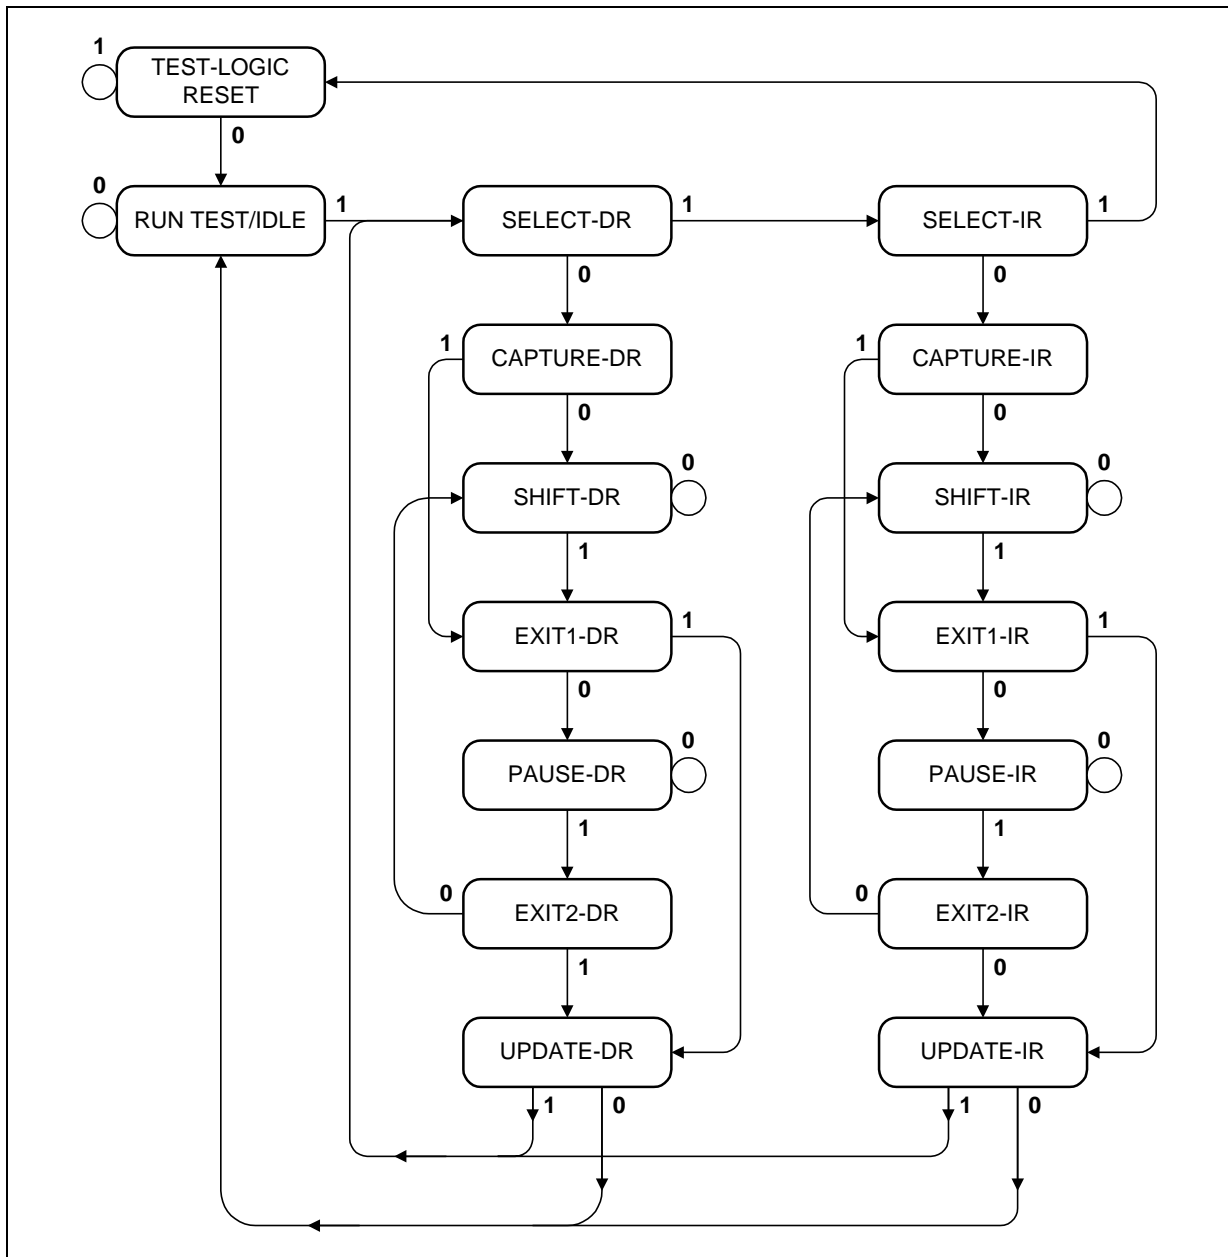 1
TEST-LOGIC
RESET
0
0
RUN TEST/IDLE
1
SELECT-DR
1
SELECT-IR
1
0
0
1
CAPTURE-DR
1
CAPTURE-IR
0
0
SHIFT-DR
0
SHIFT-IR
0
1
1
EXIT1-DR
1
EXIT1-IR
1
0
0
PAUSE-DR
0
PAUSE-IR
0
1
1
0
EXIT2-DR
0
EXIT2-IR
1
0
UPDATE-DR
UPDATE-IR
1
0
1
0